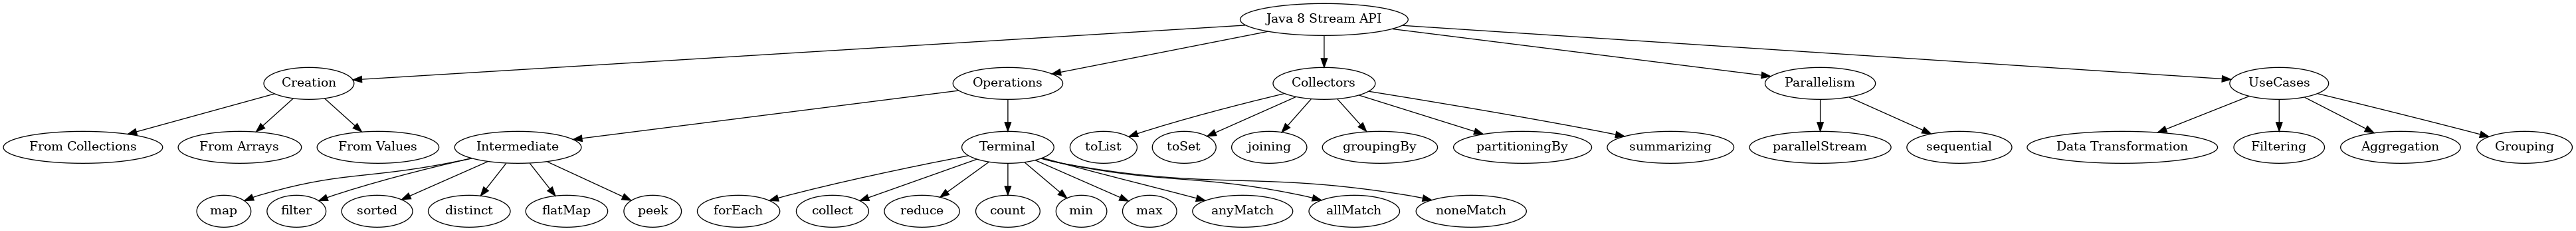 Java 8 Stream API
Creation
Operations
Collectors
Parallelism
UseCases
From Collections
From Arrays
From Values
Intermediate
Terminal
toList
toSet
joining
groupingBy
partitioningBy
summarizing
parallelStream
sequential
Data Transformation
Filtering
Aggregation
Grouping
map
filter
sorted
distinct
flatMap
peek
forEach
collect
reduce
count
min
max
anyMatch
allMatch
noneMatch